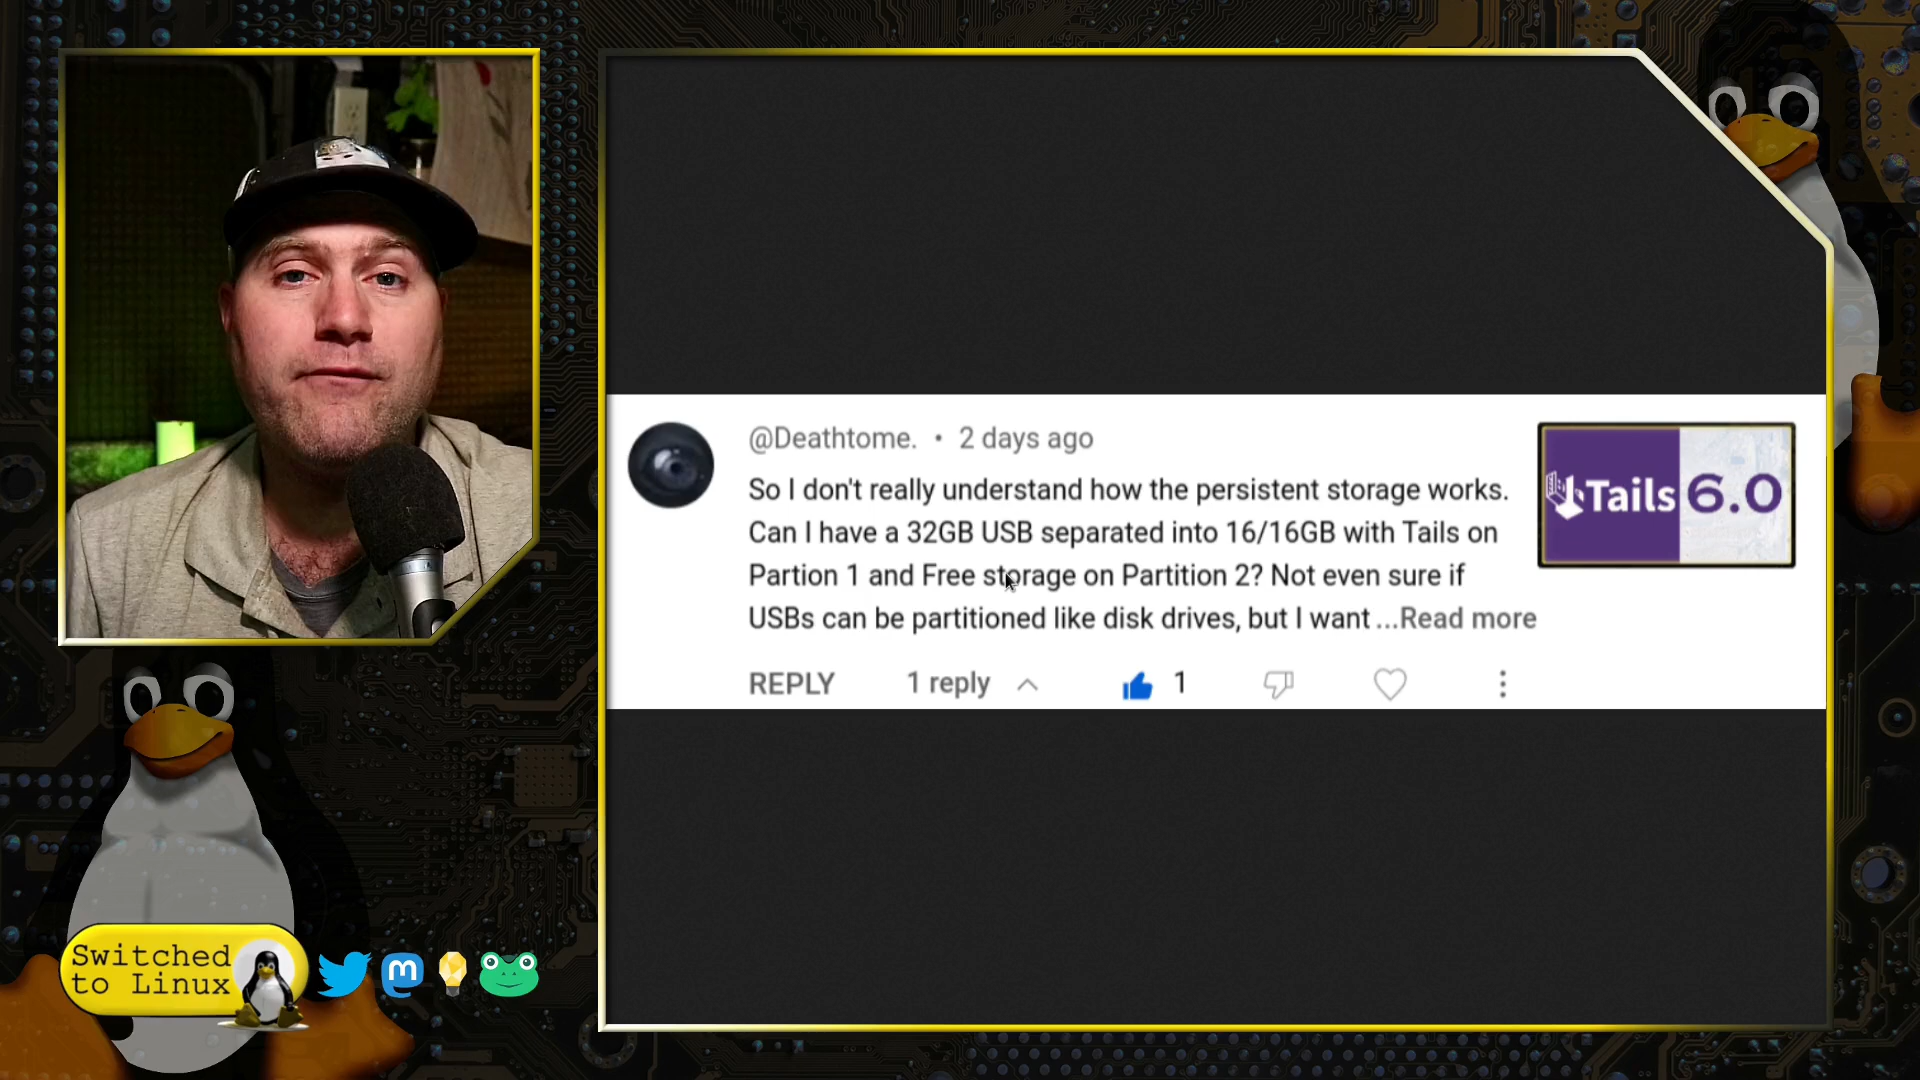 @Deathtome. • 2 days ago
So I don't really understand how the persistent storage works.
Can I have a 32GB USB separated into 16/16GB with Tails on
Partion 1 and Free storage on Partition 2? Not even sure if
USBs can be partitioned like disk drives, but I want ...Read more
REPLY 1 reply 1
Tails 6.0
Switched
to Linux